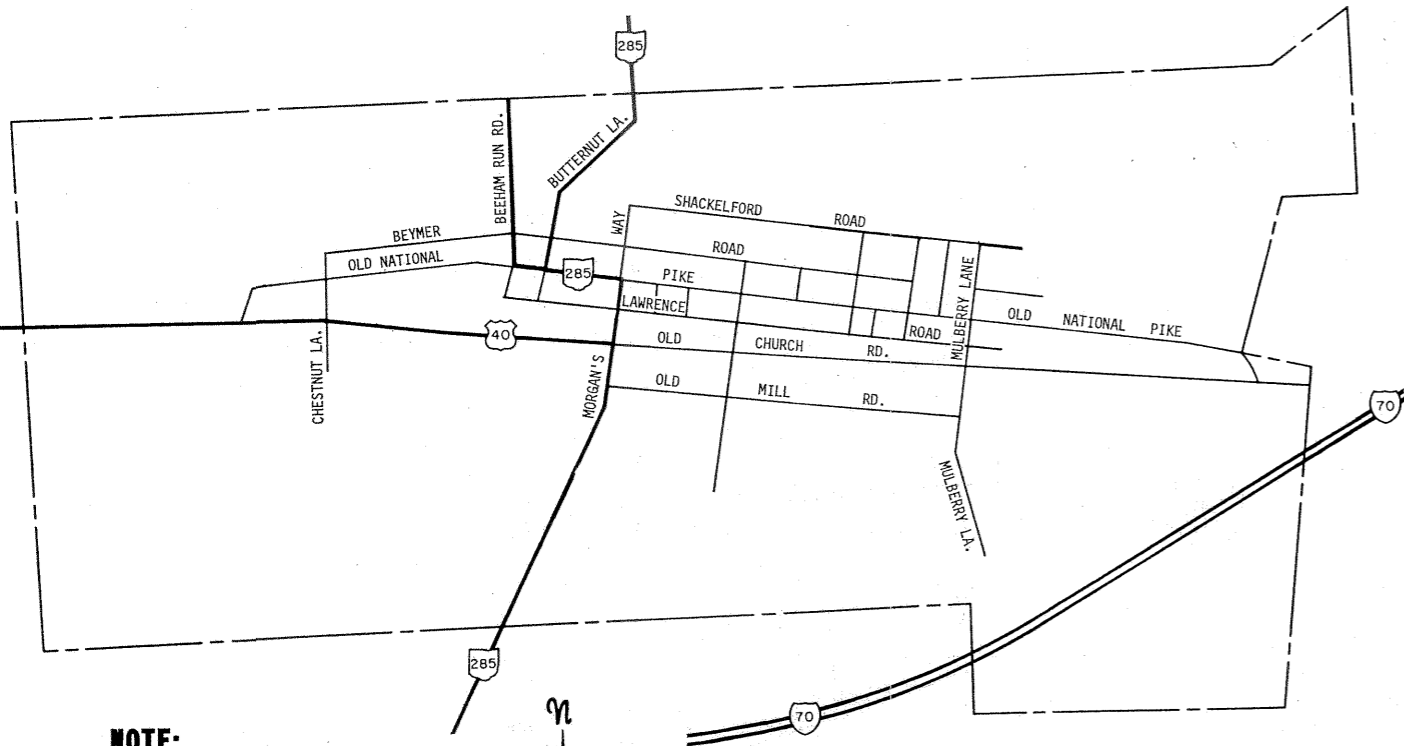 285
BEEHAM RUN RD.
BUTTERNUT LA.
SHACKELFORD ROAD
WAY
BEYMER ROAD
OLD NATIONAL PIKE
285
MULBERRY LANE
LAWRENCE ROAD
OLD NATIONAL PIKE
40
OLD CHURCH RD.
CHESTNUT LA.
MORGAN'S
OLD MILL RD.
70
MULBERRY LA.
285
N
70
NOTE: